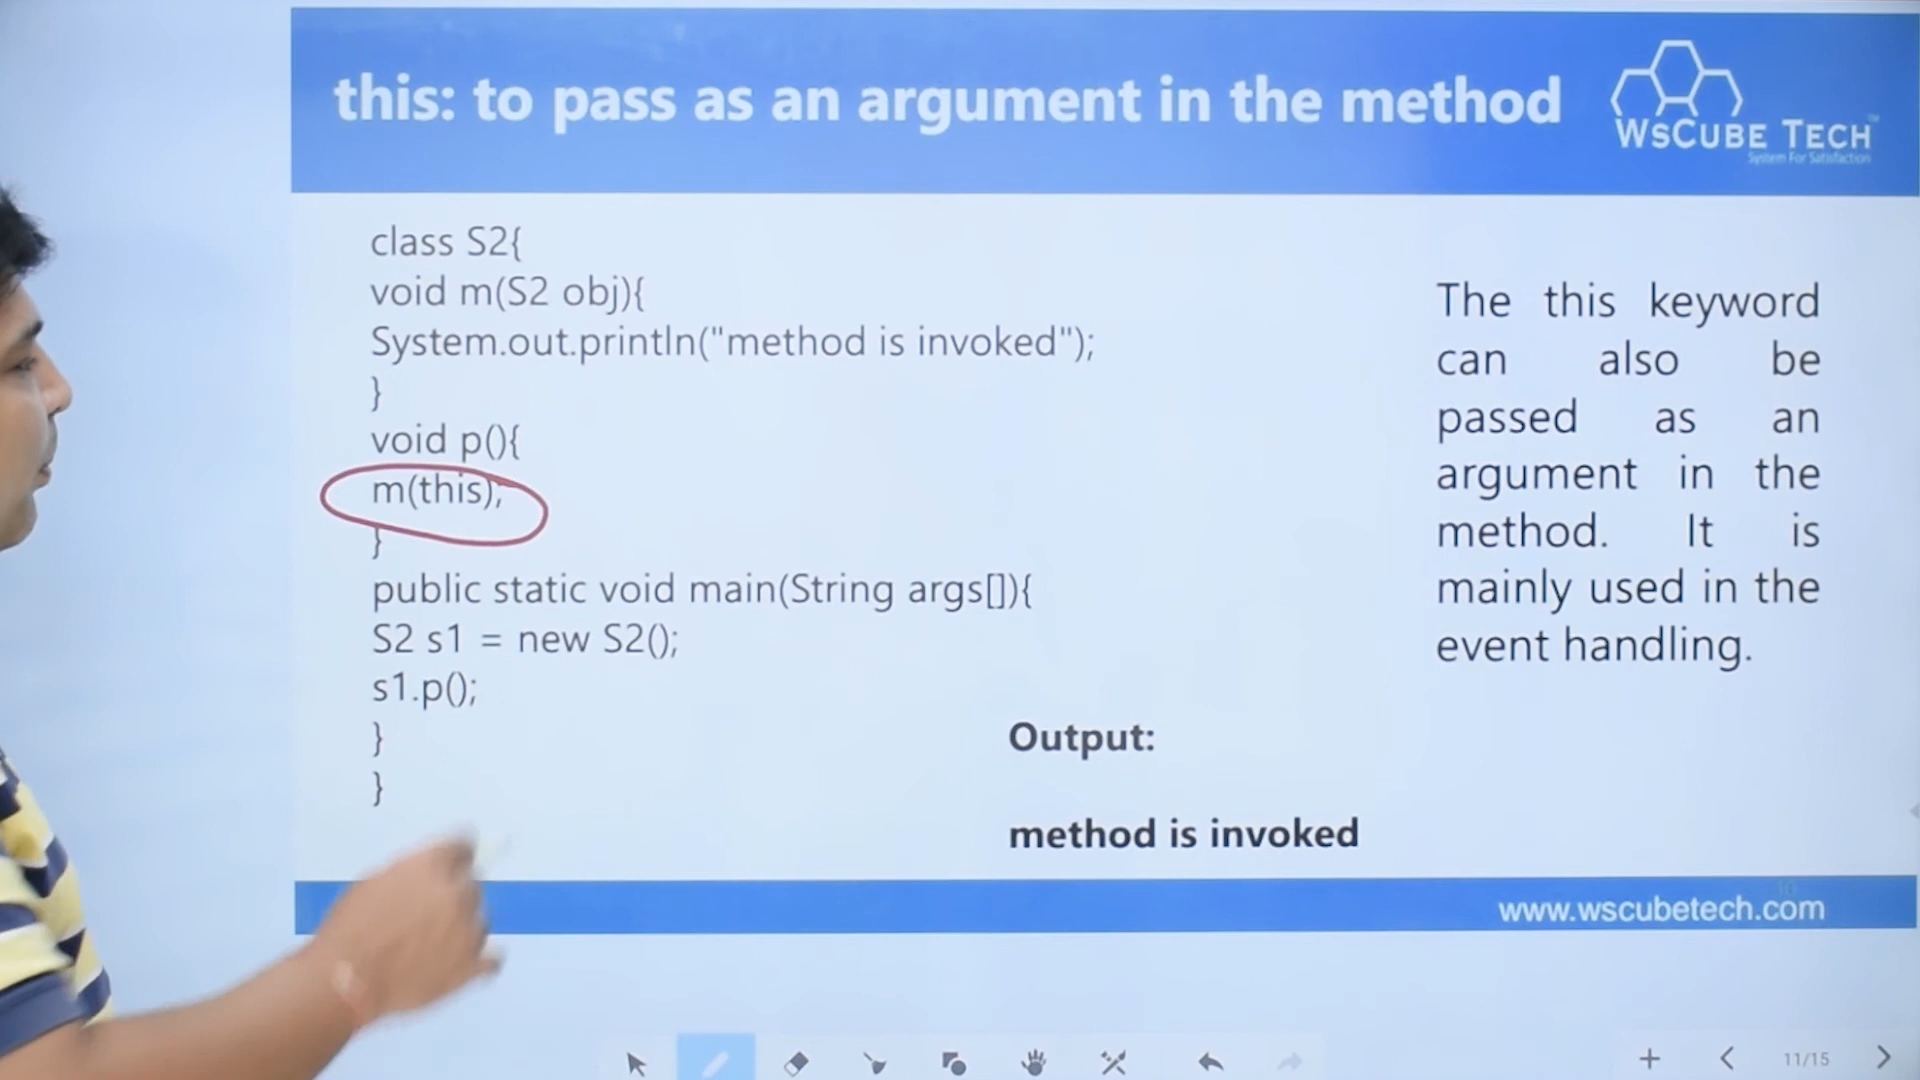 this: to pass as an argument in the method
WsCube Tech
System For Satisfaction
class S2{
void m(S2 obj){
System.out.println("method is invoked");
}
void p(){
m(this);
}
public static void main(String args[]){
S2 s1 = new S2();
s1.p();
}
}
The this keyword
can also be
passed as an
argument in the
method. It is
mainly used in the
event handling.
Output:
method is invoked
www.wscubetech.com
11/15